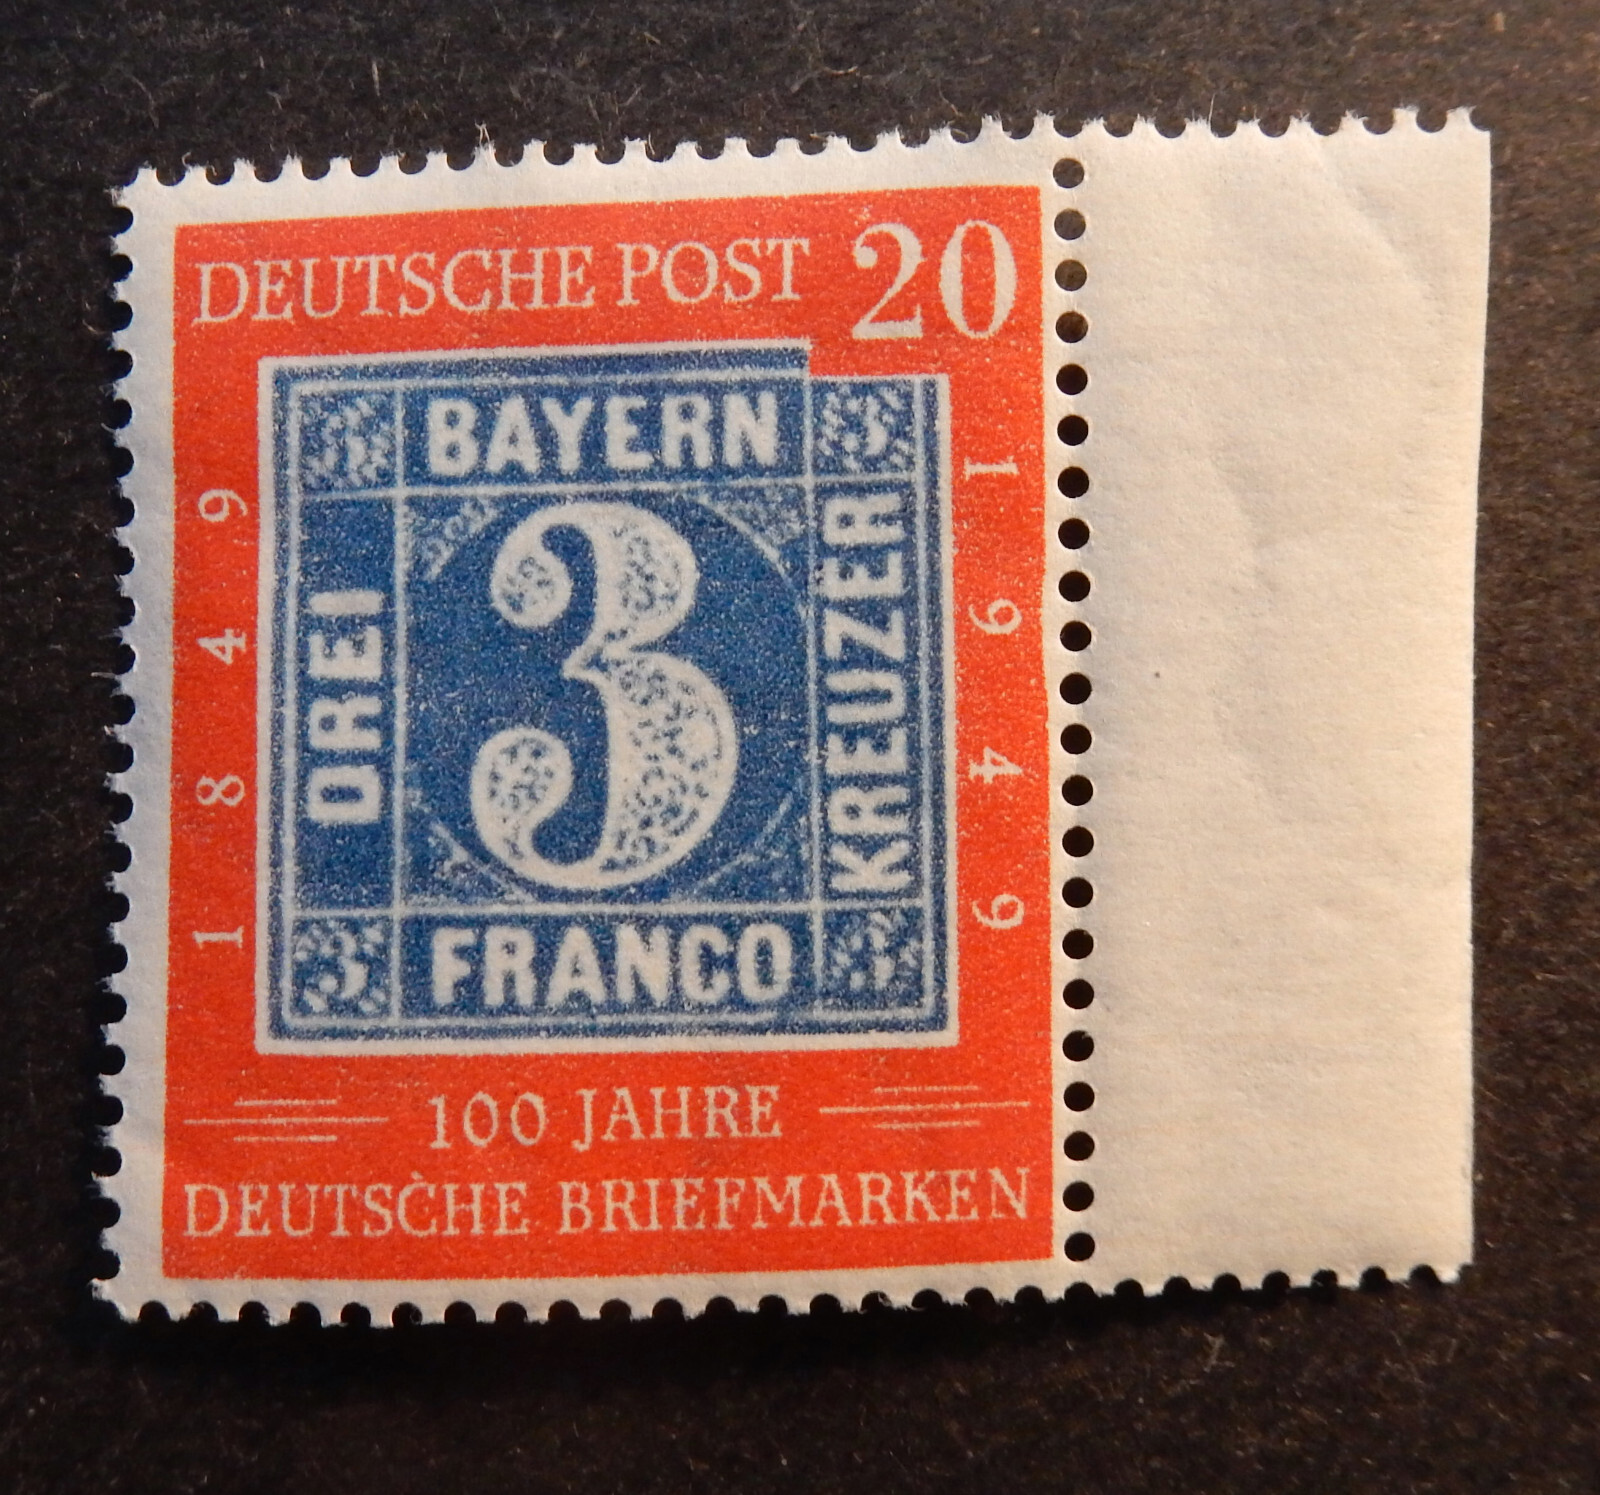 DEUTSCHE POST 20
BAYERN
DREI
3
KREUZER
FRANCO
1849
1949
100 JAHRE
DEUTSCHE BRIEFMARKEN